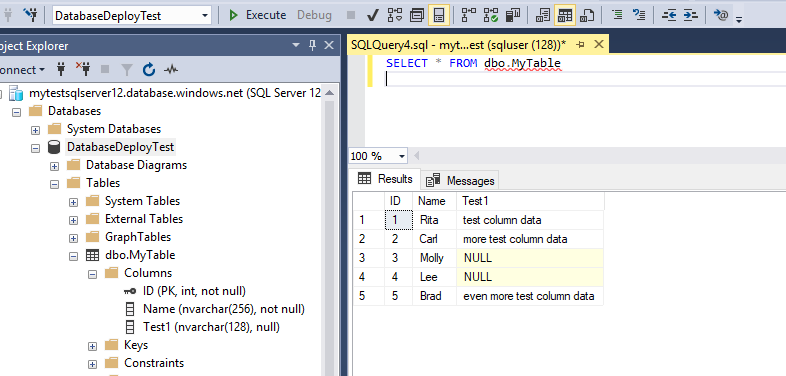 DatabaseDeployTest
Execute
Debug
Object Explorer
Connect
mytestsqlserver12.database.windows.net (SQL Server 12
Databases
System Databases
DatabaseDeployTest
Database Diagrams
Tables
System Tables
External Tables
GraphTables
dbo.MyTable
Columns
ID (PK, int, not null)
Name (nvarchar(256), not null)
Test1 (nvarchar(128), null)
Keys
Constraints
SQLQuery4.sql - myt...est (sqluser (128))*
SELECT * FROM dbo.MyTable
100 %
Results
Messages
ID Name Test1
1 1 Rita test column data
2 2 Carl more test column data
3 3 Molly NULL
4 4 Lee NULL
5 5 Brad even more test column data